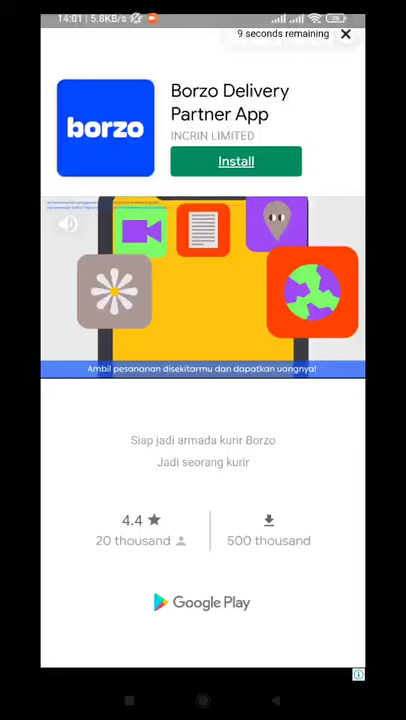 14:01 5.8KB/s
9 seconds remaining
borzo
Borzo Delivery
Partner App
INCRIN LIMITED
Install
Ambil pesananan disekitarmu dan dapatkan uangnya!
Siap jadi armada kurir Borzo
Jadi seorang kurir
4.4
20 thousand
500 thousand
Google Play